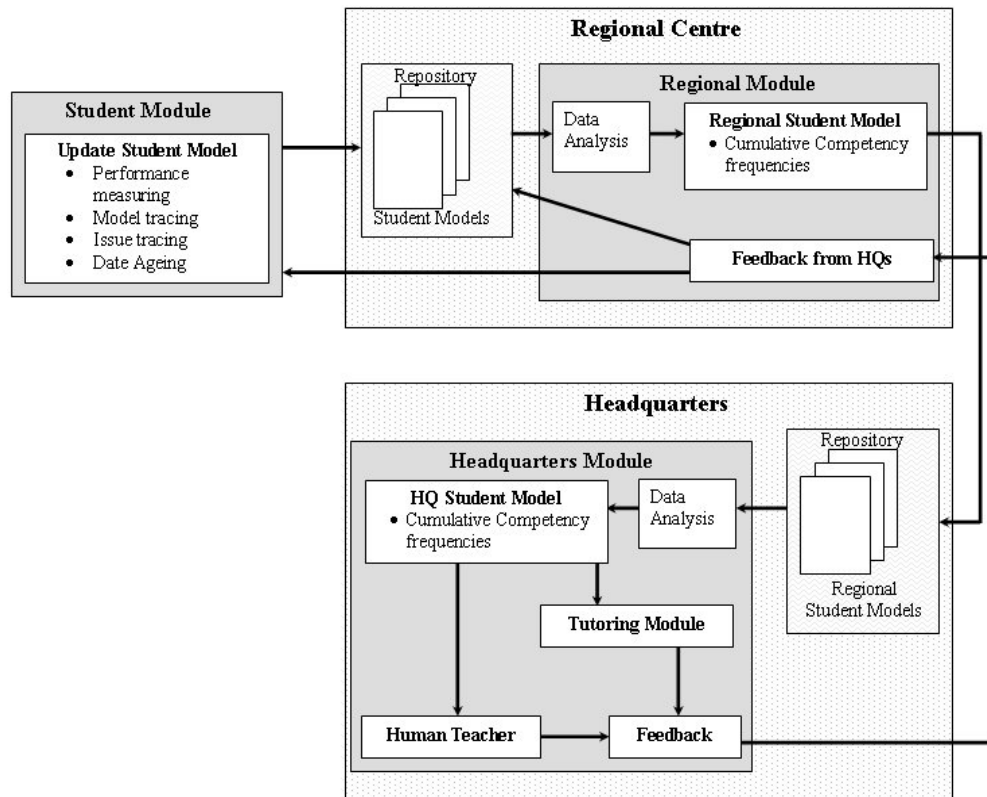 Regional Centre
Student Module
Update Student Model
• Performance
measuring
• Model tracing
• Issue tracing
• Date Ageing
Repository
Student Models
Regional Module
Data
Analysis
Regional Student Model
• Cumulative Competency
frequencies
Feedback from HQs
Headquarters
Headquarters Module
HQ Student Model
• Cumulative Competency
frequencies
Data
Analysis
Repository
Regional
Student Models
Tutoring Module
Human Teacher
Feedback